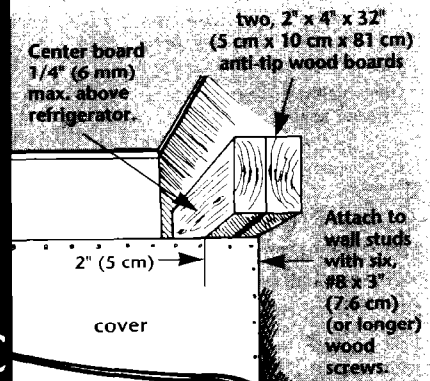 two, 2" x 4" x 32"
(5 cm x 10 cm x 81 cm)
anti-tip wood boards
Center board
1/4" (6 mm)
max. above
refrigerator.
Attach to
wall studs
with six,
#8 x 3"
(7.6 cm)
(or longer)
wood
screws.
2" (5 cm)
cover